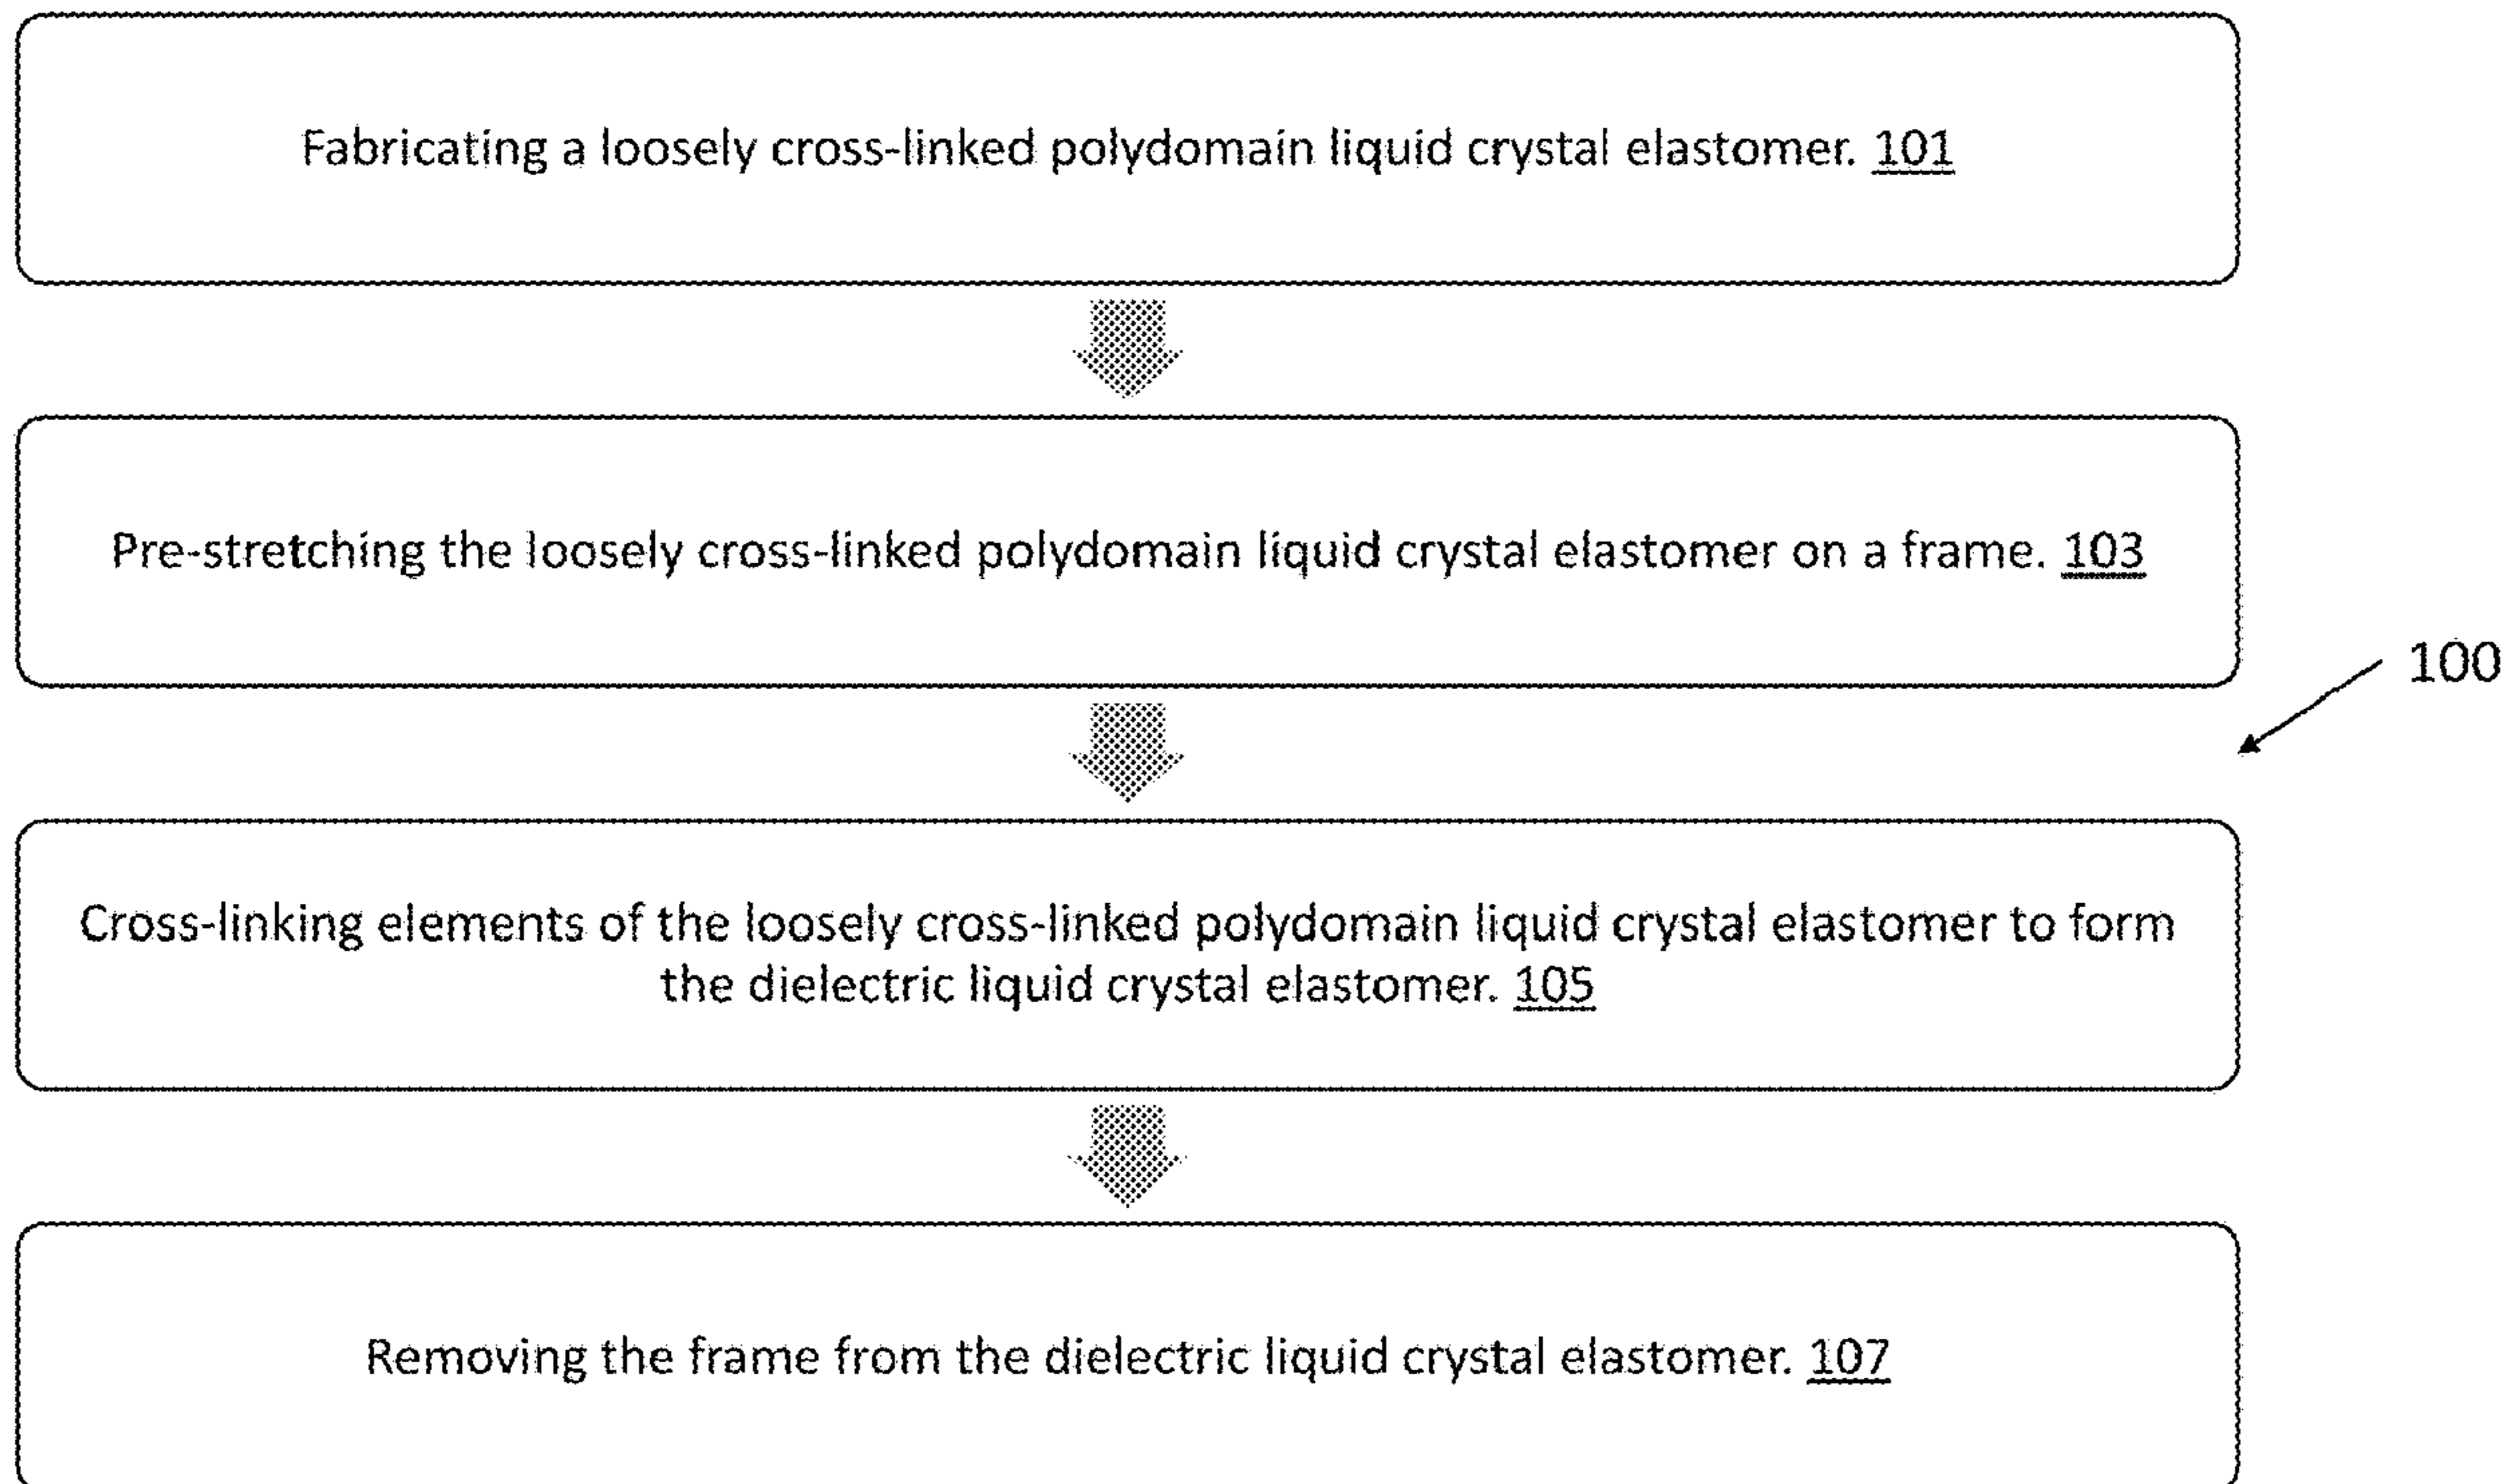 Fabricating a loosely cross-linked polydomain liquid crystal elastomer. 101
Pre-stretching the loosely cross-linked polydomain liquid crystal elastomer on a frame. 103
100
Cross-linking elements of the loosely cross-linked polydomain liquid crystal elastomer to form
the dielectric liquid crystal elastomer. 105
Removing the frame from the dielectric liquid crystal elastomer. 107